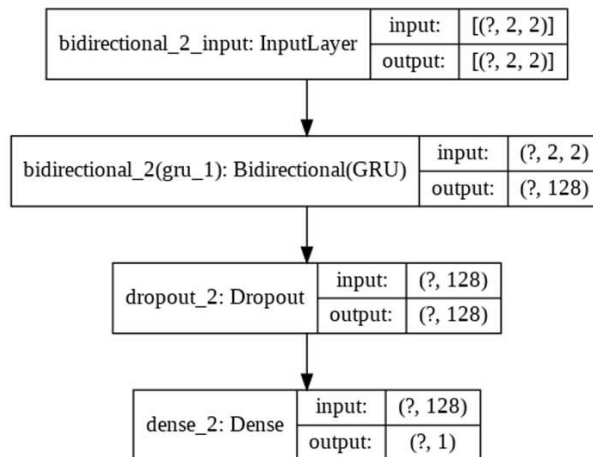 bidirectional_2_input: InputLayer
input: [(?, 2, 2)]
output: [(?, 2, 2)]
bidirectional_2(gru_1): Bidirectional(GRU)
input: (?, 2, 2)
output: (?, 128)
dropout_2: Dropout
input: (?, 128)
output: (?, 128)
dense_2: Dense
input: (?, 128)
output: (?, 1)